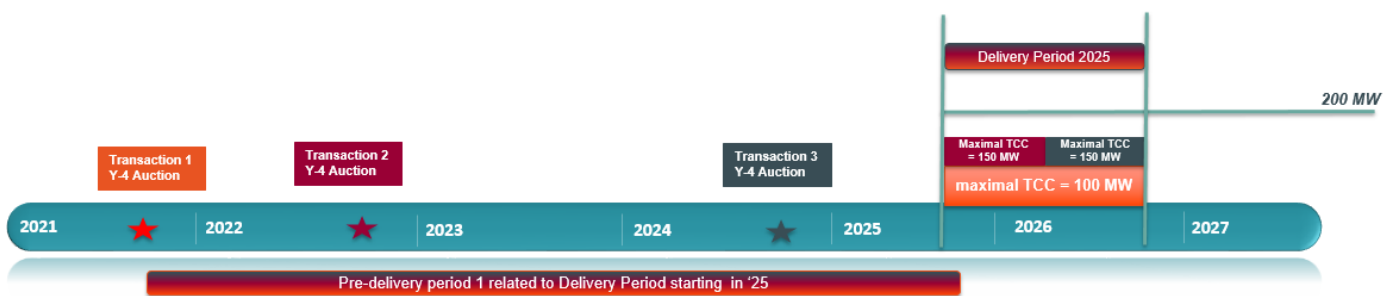 Delivery Period 2025
200 MW
Transaction 1
Y-4 Auction
Transaction 2
Y-4 Auction
Transaction 3
Y-4 Auction
Maximal TCC
= 150 MW
Maximal TCC
= 150 MW
maximal TCC = 100 MW
2021
2022
2023
2024
2025
2026
2027
Pre-delivery period 1 related to Delivery Period starting in ‘25